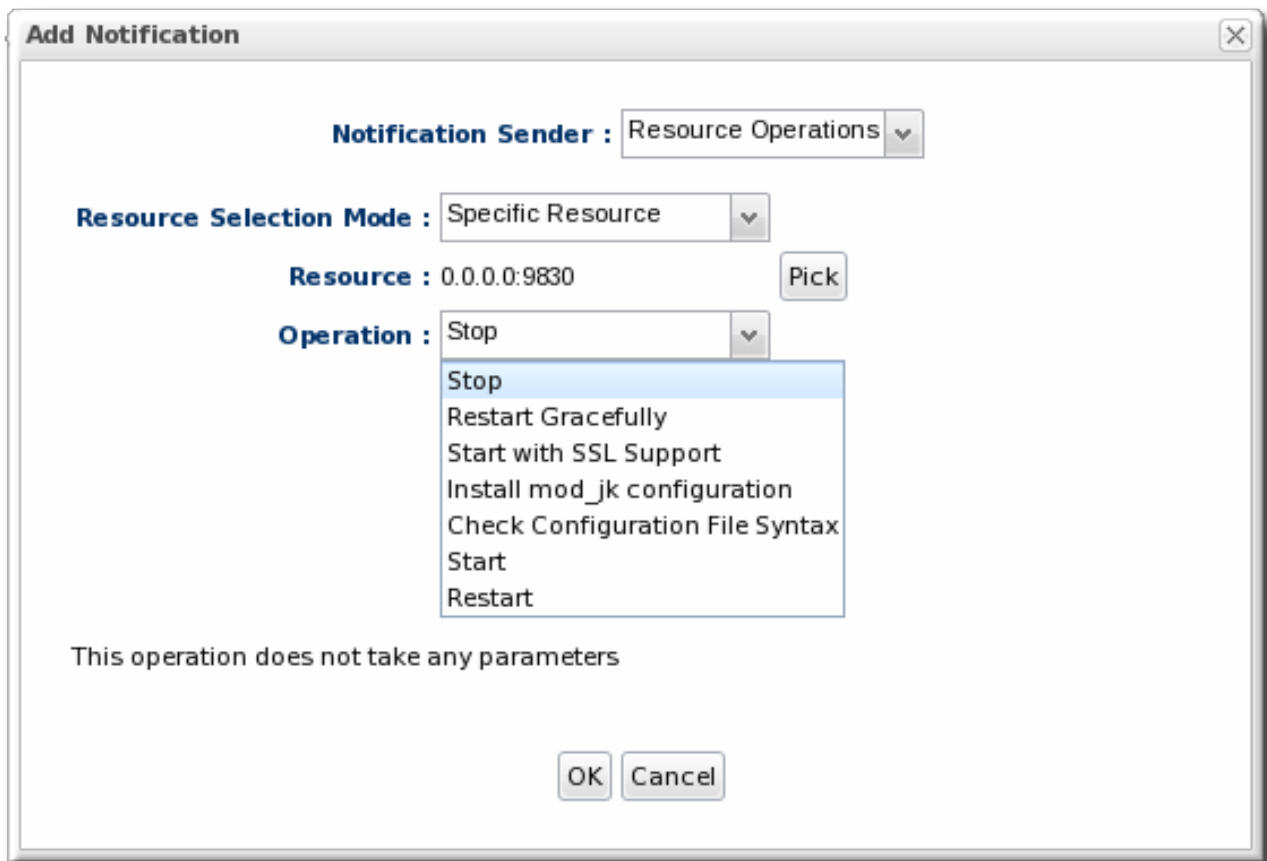 Add Notification
Notification Sender : Resource Operations
Resource Selection Mode : Specific Resource
Resource : 0.0.0.0:9830 Pick
Operation : Stop
Stop
Restart Gracefully
Start with SSL Support
Install mod_jk configuration
Check Configuration File Syntax
Start
Restart
This operation does not take any parameters
OK Cancel